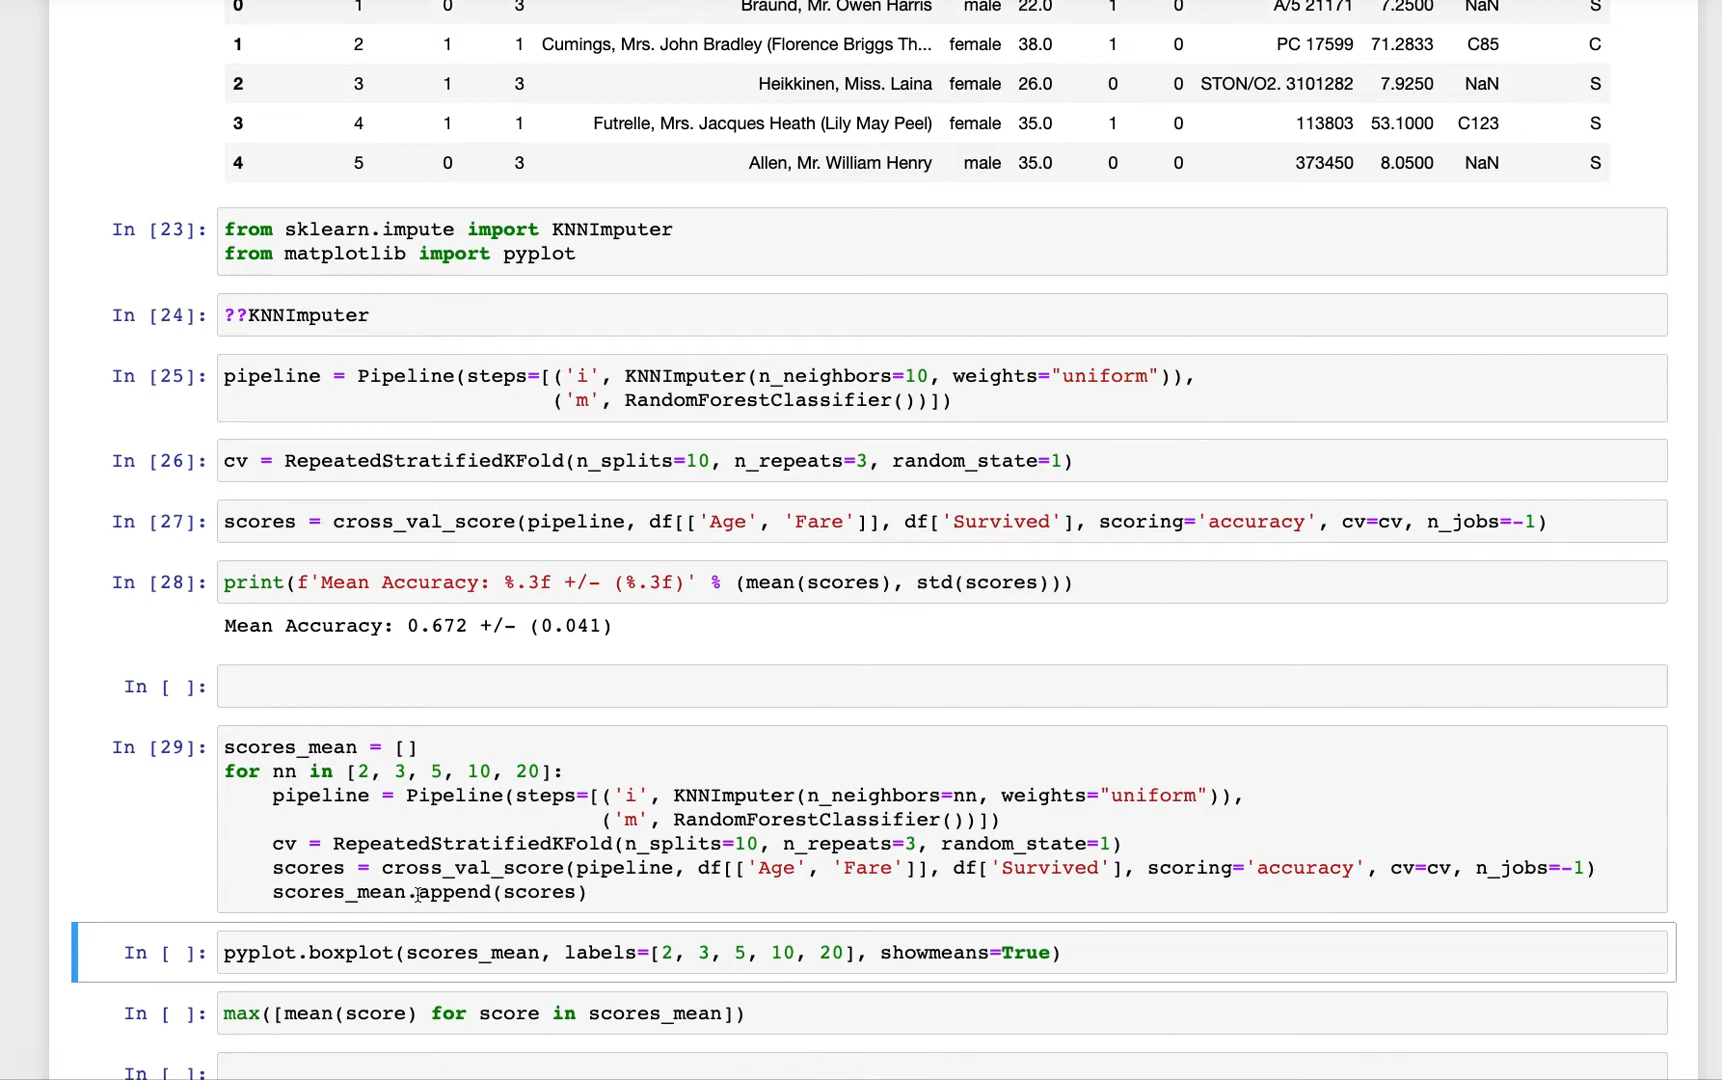 0 1 0 3 Braund, Mr. Owen Harris male 22.0 1 0 A/5 21171 7.2500 NaN S
1 2 1 1 Cumings, Mrs. John Bradley (Florence Briggs Th... female 38.0 1 0 PC 17599 71.2833 C85 C
2 3 1 3 Heikkinen, Miss. Laina female 26.0 0 0 STON/O2. 3101282 7.9250 NaN S
3 4 1 1 Futrelle, Mrs. Jacques Heath (Lily May Peel) female 35.0 1 0 113803 53.1000 C123 S
4 5 0 3 Allen, Mr. William Henry male 35.0 0 0 373450 8.0500 NaN S
In [23]: from sklearn.impute import KNNImputer
from matplotlib import pyplot
In [24]: ??KNNImputer
In [25]: pipeline = Pipeline(steps=[('i', KNNImputer(n_neighbors=10, weights="uniform")),
('m', RandomForestClassifier())])
In [26]: cv = RepeatedStratifiedKFold(n_splits=10, n_repeats=3, random_state=1)
In [27]: scores = cross_val_score(pipeline, df[['Age', 'Fare']], df['Survived'], scoring='accuracy', cv=cv, n_jobs=-1)
In [28]: print(f'Mean Accuracy: %.3f +/- (%.3f)' % (mean(scores), std(scores)))
Mean Accuracy: 0.672 +/- (0.041)
In [ ]:
In [29]: scores_mean = []
for nn in [2, 3, 5, 10, 20]:
pipeline = Pipeline(steps=[('i', KNNImputer(n_neighbors=nn, weights="uniform")),
('m', RandomForestClassifier())])
cv = RepeatedStratifiedKFold(n_splits=10, n_repeats=3, random_state=1)
scores = cross_val_score(pipeline, df[['Age', 'Fare']], df['Survived'], scoring='accuracy', cv=cv, n_jobs=-1)
scores_mean.append(scores)
In [ ]: pyplot.boxplot(scores_mean, labels=[2, 3, 5, 10, 20], showmeans=True)
In [ ]: max([mean(score) for score in scores_mean])
In [ ]: